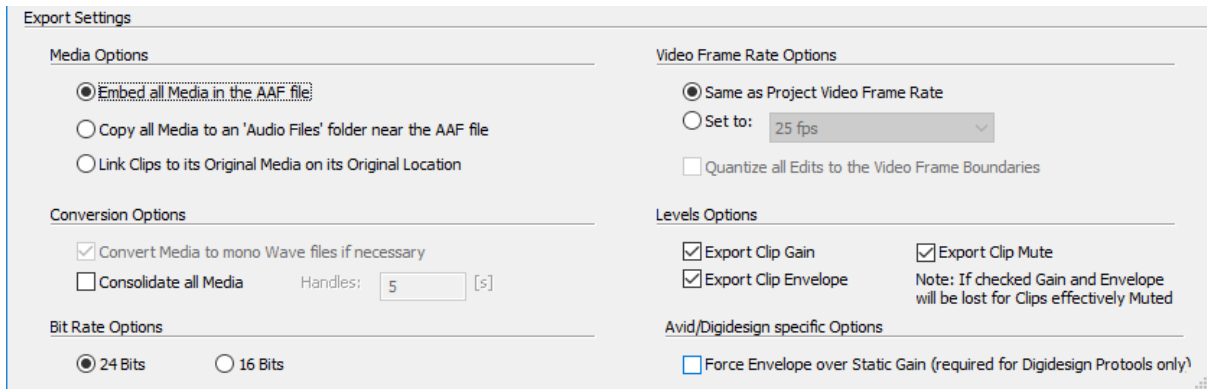 Export Settings
Media Options
Embed all Media in the AAF file
Copy all Media to an 'Audio Files' folder near the AAF file
Link Clips to its Original Media on its Original Location
Conversion Options
Convert Media to mono Wave files if necessary
Consolidate all Media Handles: 5 [s]
Bit Rate Options
24 Bits 16 Bits
Video Frame Rate Options
Same as Project Video Frame Rate
Set to: 25 fps
Quantize all Edits to the Video Frame Boundaries
Levels Options
Export Clip Gain Export Clip Mute
Export Clip Envelope Note: If checked Gain and Envelope
will be lost for Clips effectively Muted
Avid/Digidesign specific Options
Force Envelope over Static Gain (required for Digidesign Protools only)